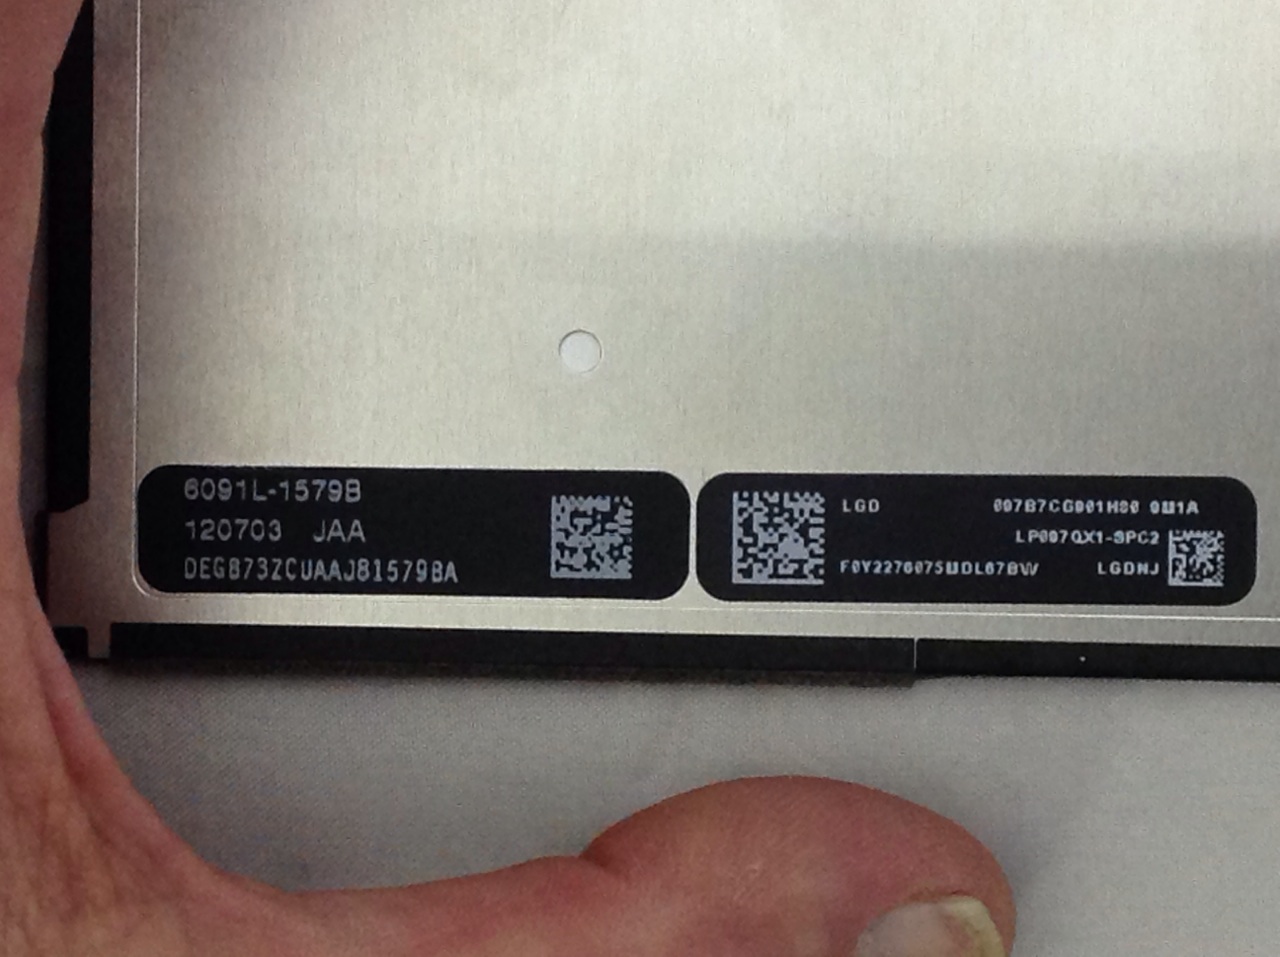 6091L-1579B
120703 JAA
DEG873ZCUAAJ81579BA
LGD
LP097QX1-SPC2
LGDNJ